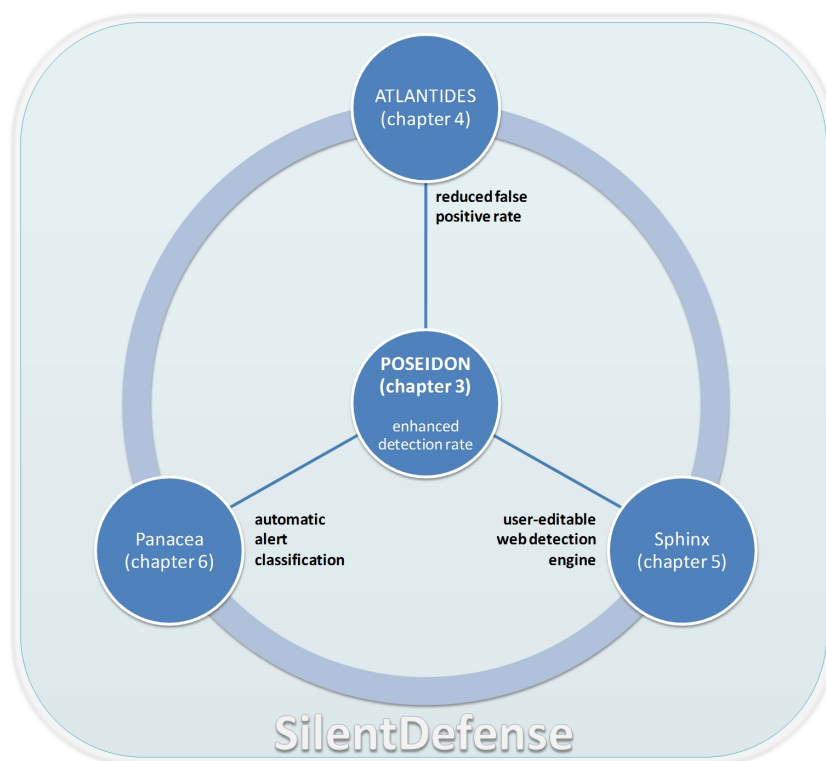 ATLANTIDES
(chapter 4)
reduced false
positive rate
POSEIDON
(chapter 3)
enhanced
detection rate
Panacea
(chapter 6)
automatic
alert
classification
user-editable
web detection
engine
Sphinx
(chapter 5)
SilentDefense